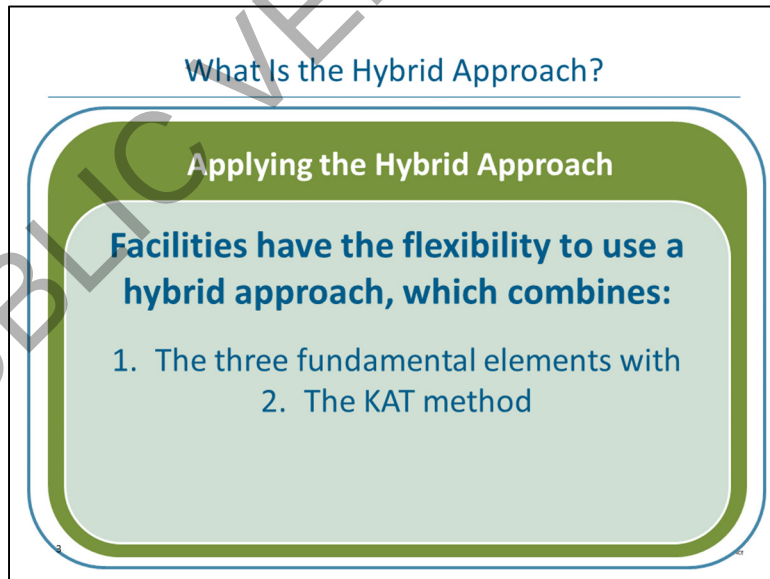 What Is the Hybrid Approach?
Applying the Hybrid Approach
Facilities have the flexibility to use a
hybrid approach, which combines:
1. The three fundamental elements with
2. The KAT method
3